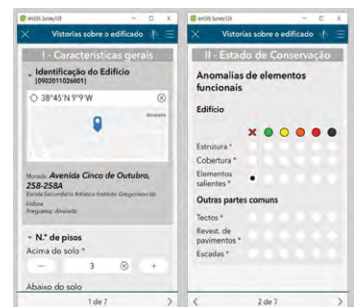 ArcGIS Survey123
Vistorias sobre o edificado
I - Características gerais
Identificação do Edifício
[0902011026001]
38°45'N 9°9'W
Alvalade
Morada: Avenida Cinco de Outubro,
258-258A
Escola Secundária Artística Instituto Gregoriano de
Lisboa
Freguesia: Alvalade
N.º de pisos
Acima do solo *
3
Abaixo do solo
1 de 7
ArcGIS Survey123
Vistorias sobre o edificado
II - Estado de Conservação
Anomalias de elementos
funcionais
Edifício
Estrutura *
Cobertura *
Elementos
salientes *
Outras partes comuns
Tectos *
Revest. de
pavimentos *
Escadas *
2 de 7